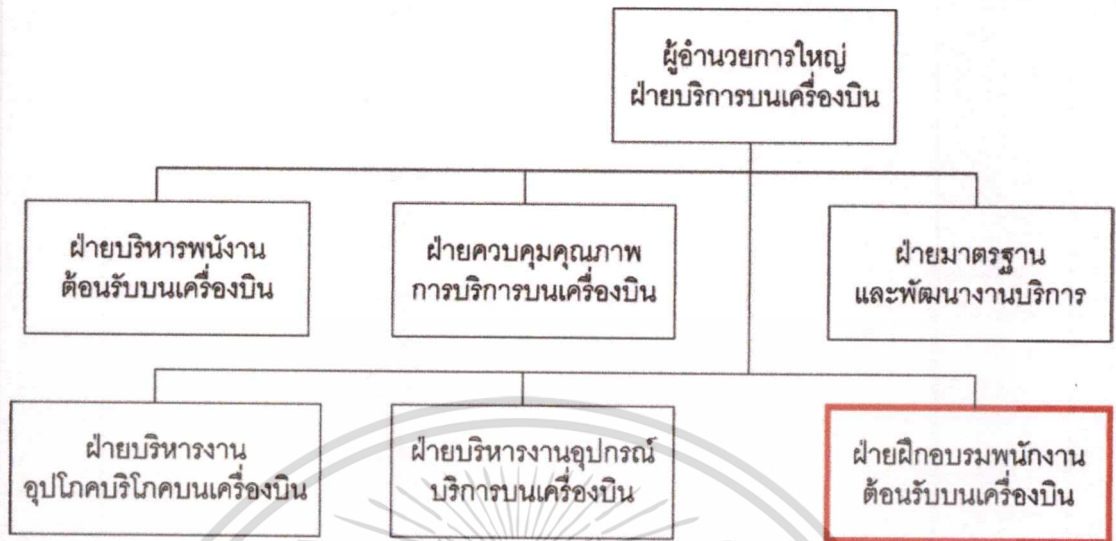 ผู้อำนวยการใหญ่
ฝ่ายบริการบนเครื่องบิน
ฝ่ายบริหารพนังาน
ต้อนรับบนเครื่องบิน
ฝ่ายควบคุมคุณภาพ
การบริการบนเครื่องบิน
ฝ่ายมาตรฐาน
และพัฒนางานบริการ
ฝ่ายบริหารงาน
อุปโภคบริโภคบนเครื่องบิน
ฝ่ายบริหารงานอุปกรณ์
บริการบนเครื่องบิน
ฝ่ายฝึกอบรมพนักงาน
ต้อนรับบนเครื่องบิน